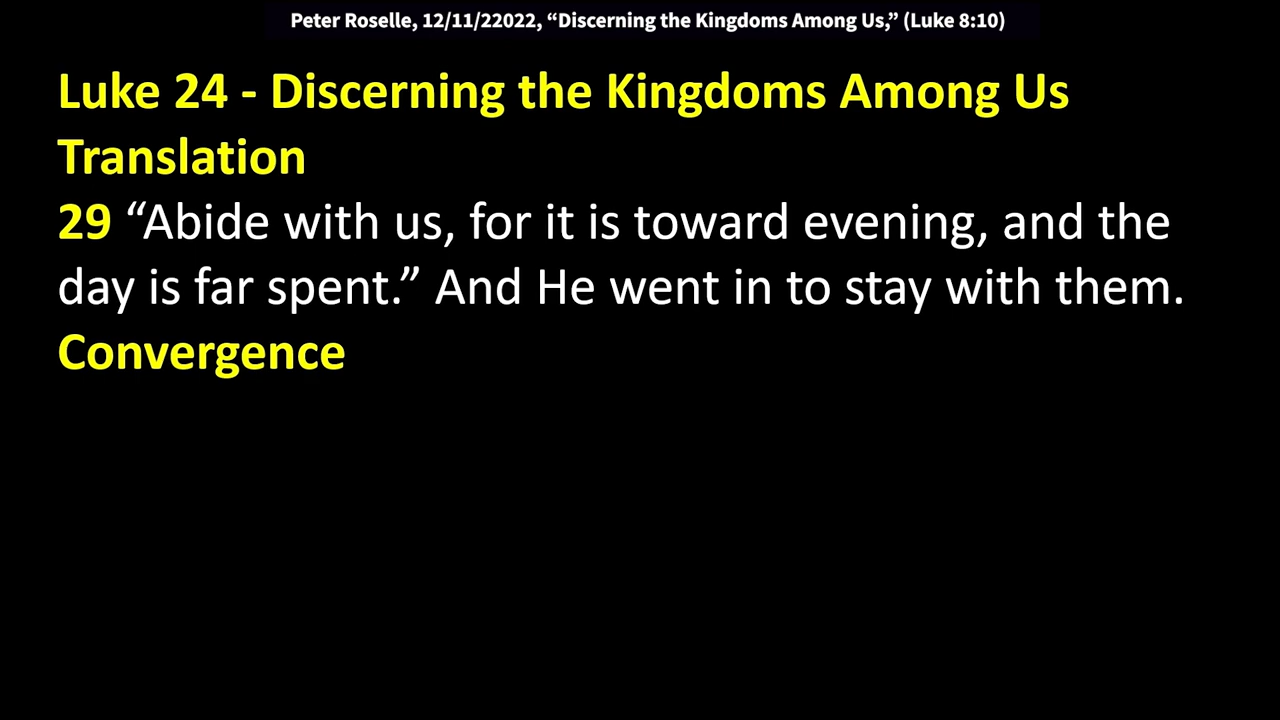 Peter Roselle, 12/11/22022, “Discerning the Kingdoms Among Us,” (Luke 8:10)
Luke 24 - Discerning the Kingdoms Among Us
Translation
29 “Abide with us, for it is toward evening, and the
day is far spent.” And He went in to stay with them.
Convergence